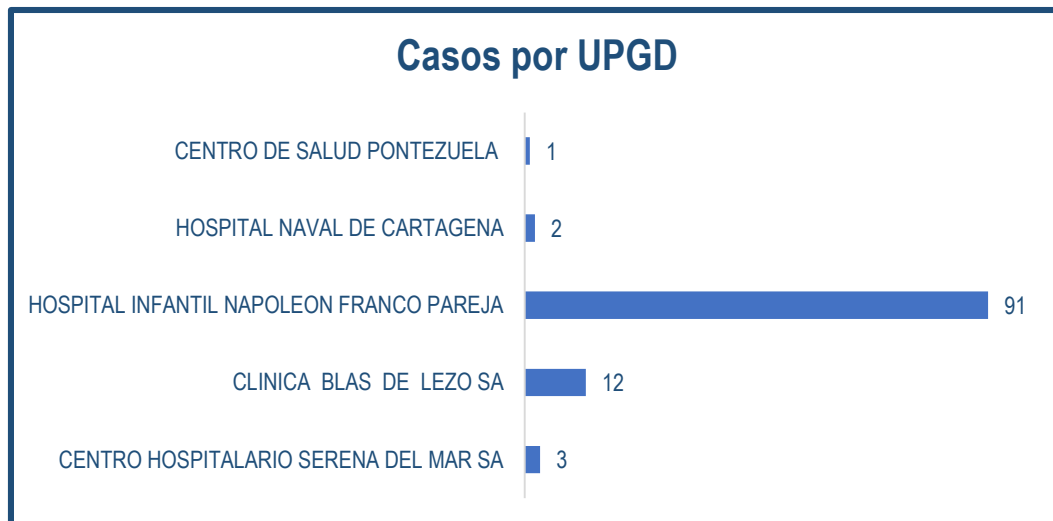 Casos por UPGD
CENTRO DE SALUD PONTEZUELA 1
HOSPITAL NAVAL DE CARTAGENA 2
HOSPITAL INFANTIL NAPOLEON FRANCO PAREJA 91
CLINICA BLAS DE LEZO SA 12
CENTRO HOSPITALARIO SERENA DEL MAR SA 3